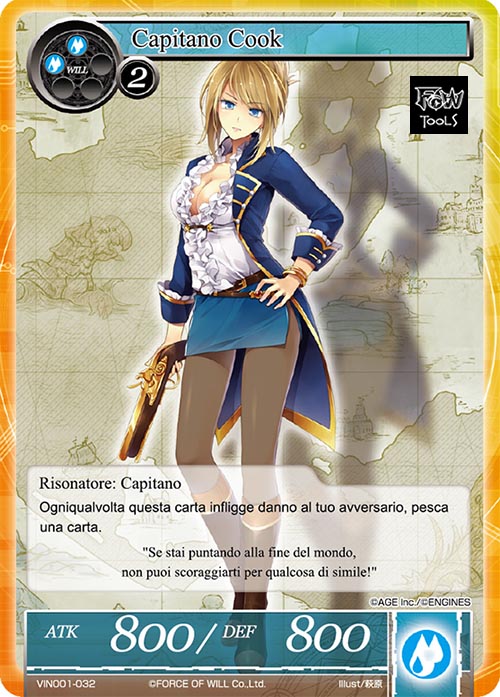 Capitano Cook
WILL
2
FOW
TOOLS
Risonatore: Capitano
Ogniqualvolta questa carta infligge danno al tuo avversario, pesca
una carta.
"Se stai puntando alla fine del mondo,
non puoi scoraggiarti per qualcosa di simile!"
©AGE Inc./©ENGINES
ATK 800/ DEF 800
VIN001-032 ©FORCE OF WILL Co.,Ltd. Illust/萩原